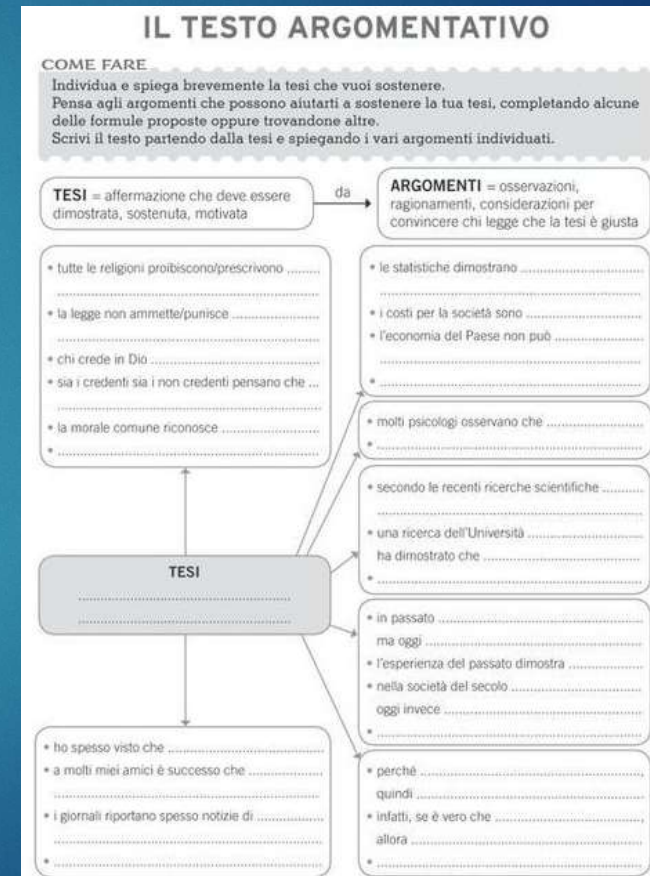 IL TESTO ARGOMENTATIVO
COME FARE
Individua e spiega brevemente la tesi che vuoi sostenere.
Pensa agli argomenti che possono aiutarti a sostenere la tua tesi, completando alcune
delle formule proposte oppure trovandone altre.
Scrivi il testo partendo dalla tesi e spiegando i vari argomenti individuati.
TESI = affermazione che deve essere
dimostrata, sostenuta, motivata
da
ARGOMENTI = osservazioni,
ragionamenti, considerazioni per
convincere chi legge che la tesi è giusta
• tutte le religioni proibiscono/prescrivono .........
..............................
• la legge non ammette/punisce ....................
..............................
• chi crede in Dio ..............................
• sia i credenti sia i non credenti pensano che ...
..............................
• la morale comune riconosce ....................
• ..............................
• le statistiche dimostrano ..............................
..............................
• i costi per la società sono ....................
• l'economia del Paese non può ....................
..............................
• ..............................
• molti psicologi osservano che ....................
• ..............................
• secondo le recenti ricerche scientifiche ..........
..............................
• una ricerca dell'Università ..............................
ha dimostrato che ..............................
• ..............................
TESI
..............................
..............................
• in passato ..............................
ma oggi ..............................
• l'esperienza del passato dimostra ..............
• nella società del secolo ....................
oggi invece ..............................
• ..............................
• ho spesso visto che ..............................
• a molti miei amici è successo che ..............
..............................
• i giornali riportano spesso notizie di ..............
..............................
• ..............................
• perché ..............................,
quindi ..............................
• infatti, se è vero che ..............................,
allora ..............................
• ..............................